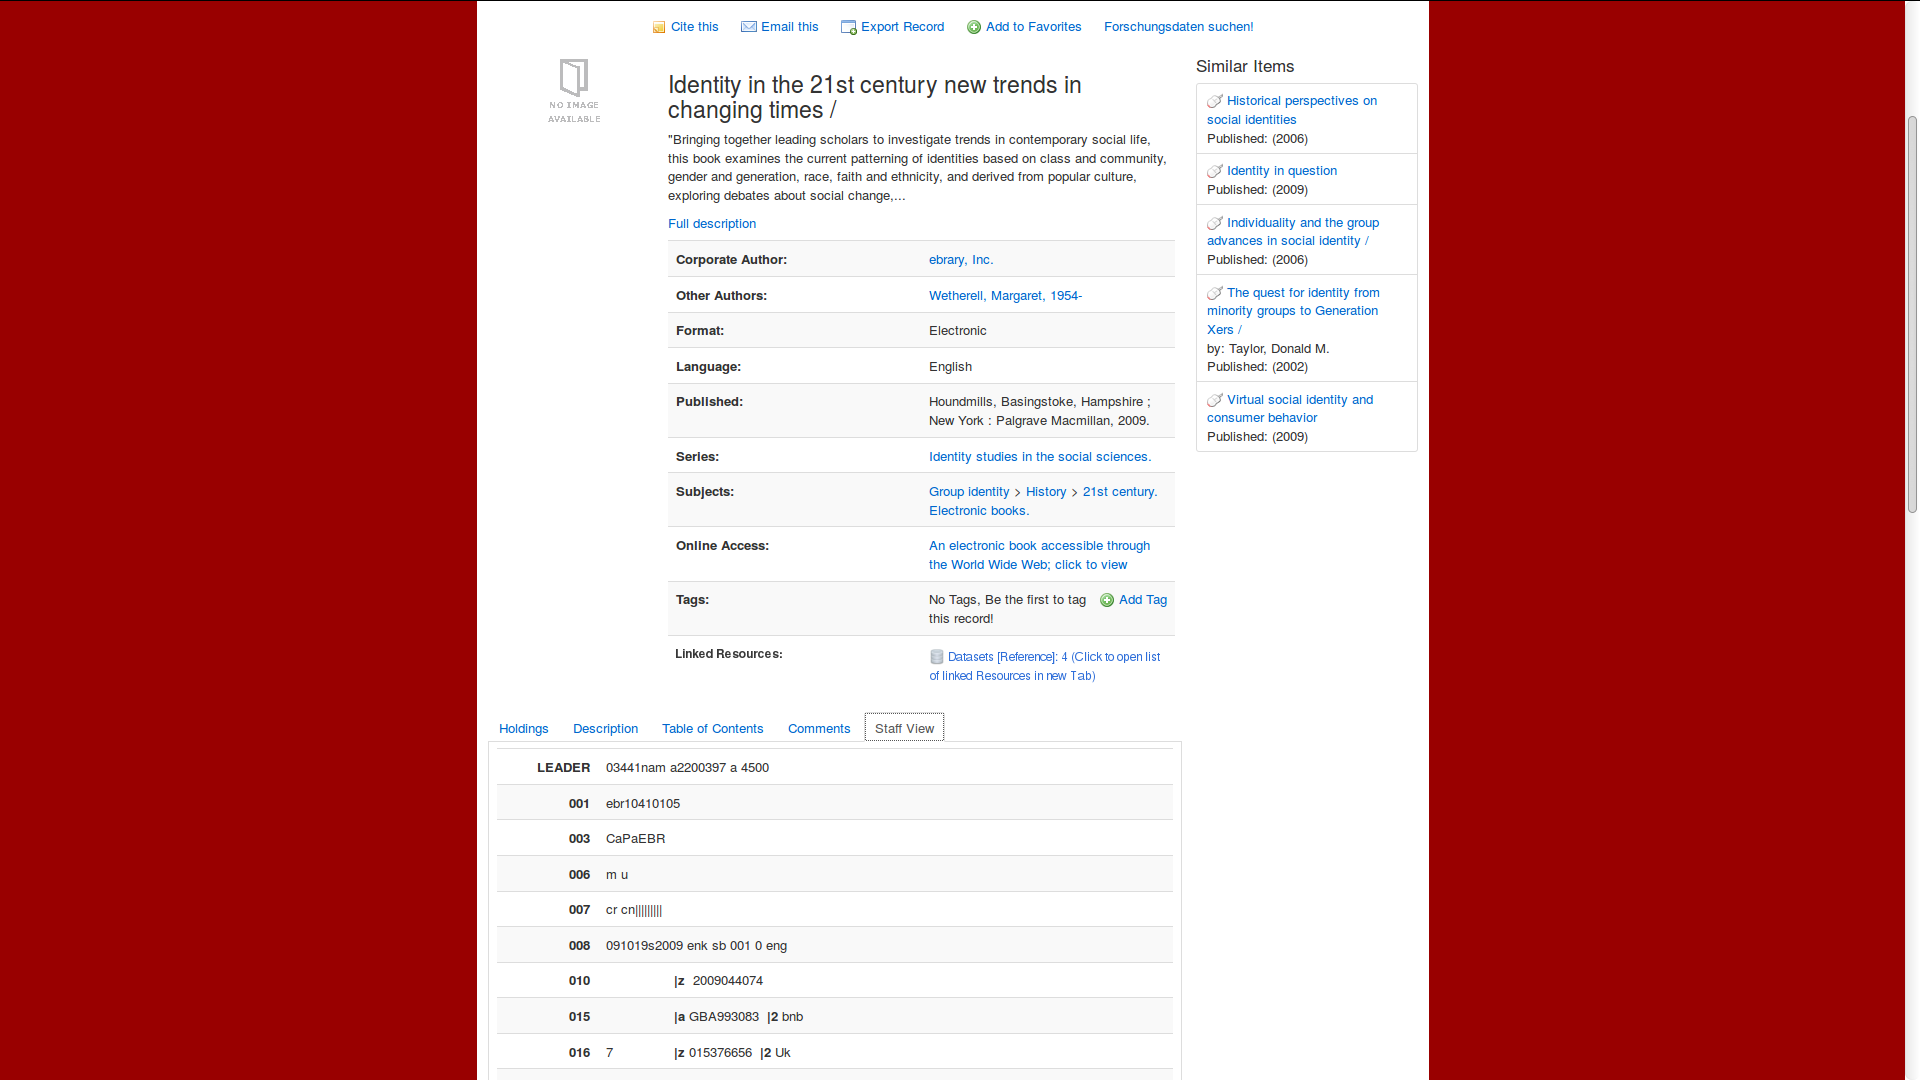 Cite this Email this Export Record Add to Favorites Forschungsdaten suchen!
NO IMAGE
AVAILABLE
Identity in the 21st century new trends in
changing times /
"Bringing together leading scholars to investigate trends in contemporary social life,
this book examines the current patterning of identities based on class and community,
gender and generation, race, faith and ethnicity, and derived from popular culture,
exploring debates about social change,...
Full description
Corporate Author: ebrary, Inc.
Other Authors: Wetherell, Margaret, 1954-
Format: Electronic
Language: English
Published: Houndmills, Basingstoke, Hampshire ;
New York : Palgrave Macmillan, 2009.
Series: Identity studies in the social sciences.
Subjects: Group identity > History > 21st century.
Electronic books.
Online Access: An electronic book accessible through
the World Wide Web; click to view
Tags: No Tags, Be the first to tag Add Tag
this record!
Linked Resources: Datasets [Reference]: 4 (Click to open list
of linked Resources in new Tab)
Similar Items
Historical perspectives on
social identities
Published: (2006)
Identity in question
Published: (2009)
Individuality and the group
advances in social identity /
Published: (2006)
The quest for identity from
minority groups to Generation
Xers /
by: Taylor, Donald M.
Published: (2002)
Virtual social identity and
consumer behavior
Published: (2009)
Holdings Description Table of Contents Comments Staff View
LEADER 03441nam a2200397 a 4500
001 ebr10410105
003 CaPaEBR
006 m u
007 cr cn|||||||||
008 091019s2009 enk sb 001 0 eng
010 |z 2009044074
015 |a GBA993083 |2 bnb
016 7 |z 015376656 |2 Uk